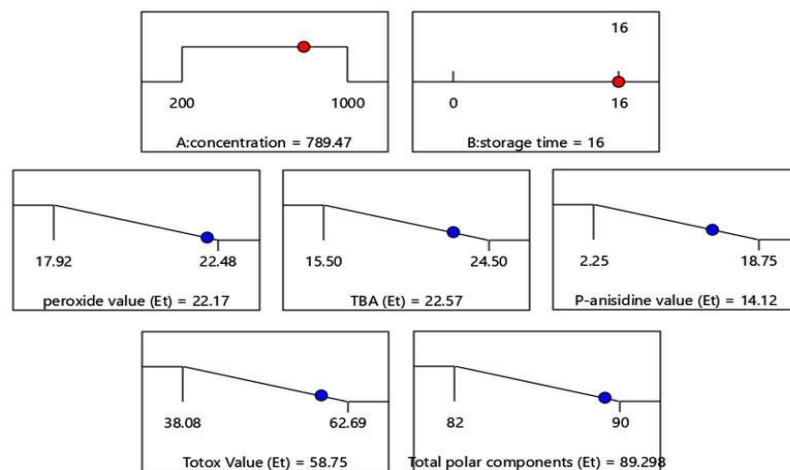 16
200 1000
0 16
A:concentration = 789.47
B:storage time = 16
17.92 22.48
15.50 24.50
2.25 18.75
peroxide value (Et) = 22.17
TBA (Et) = 22.57
P-anisidine value (Et) = 14.12
38.08 62.69
82 90
Totox Value (Et) = 58.75
Total polar components (Et) = 89.298